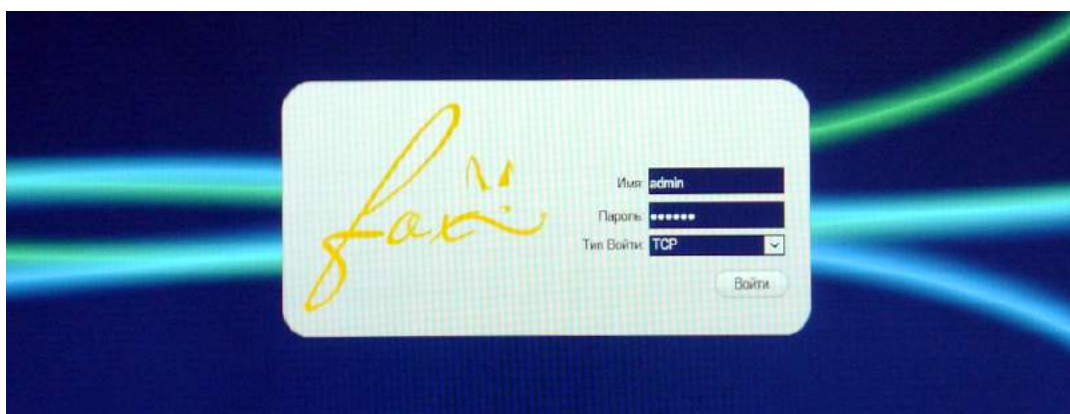 fox
Имя: admin
Пароль: ••••••
Тип Войти: TCP
Войти